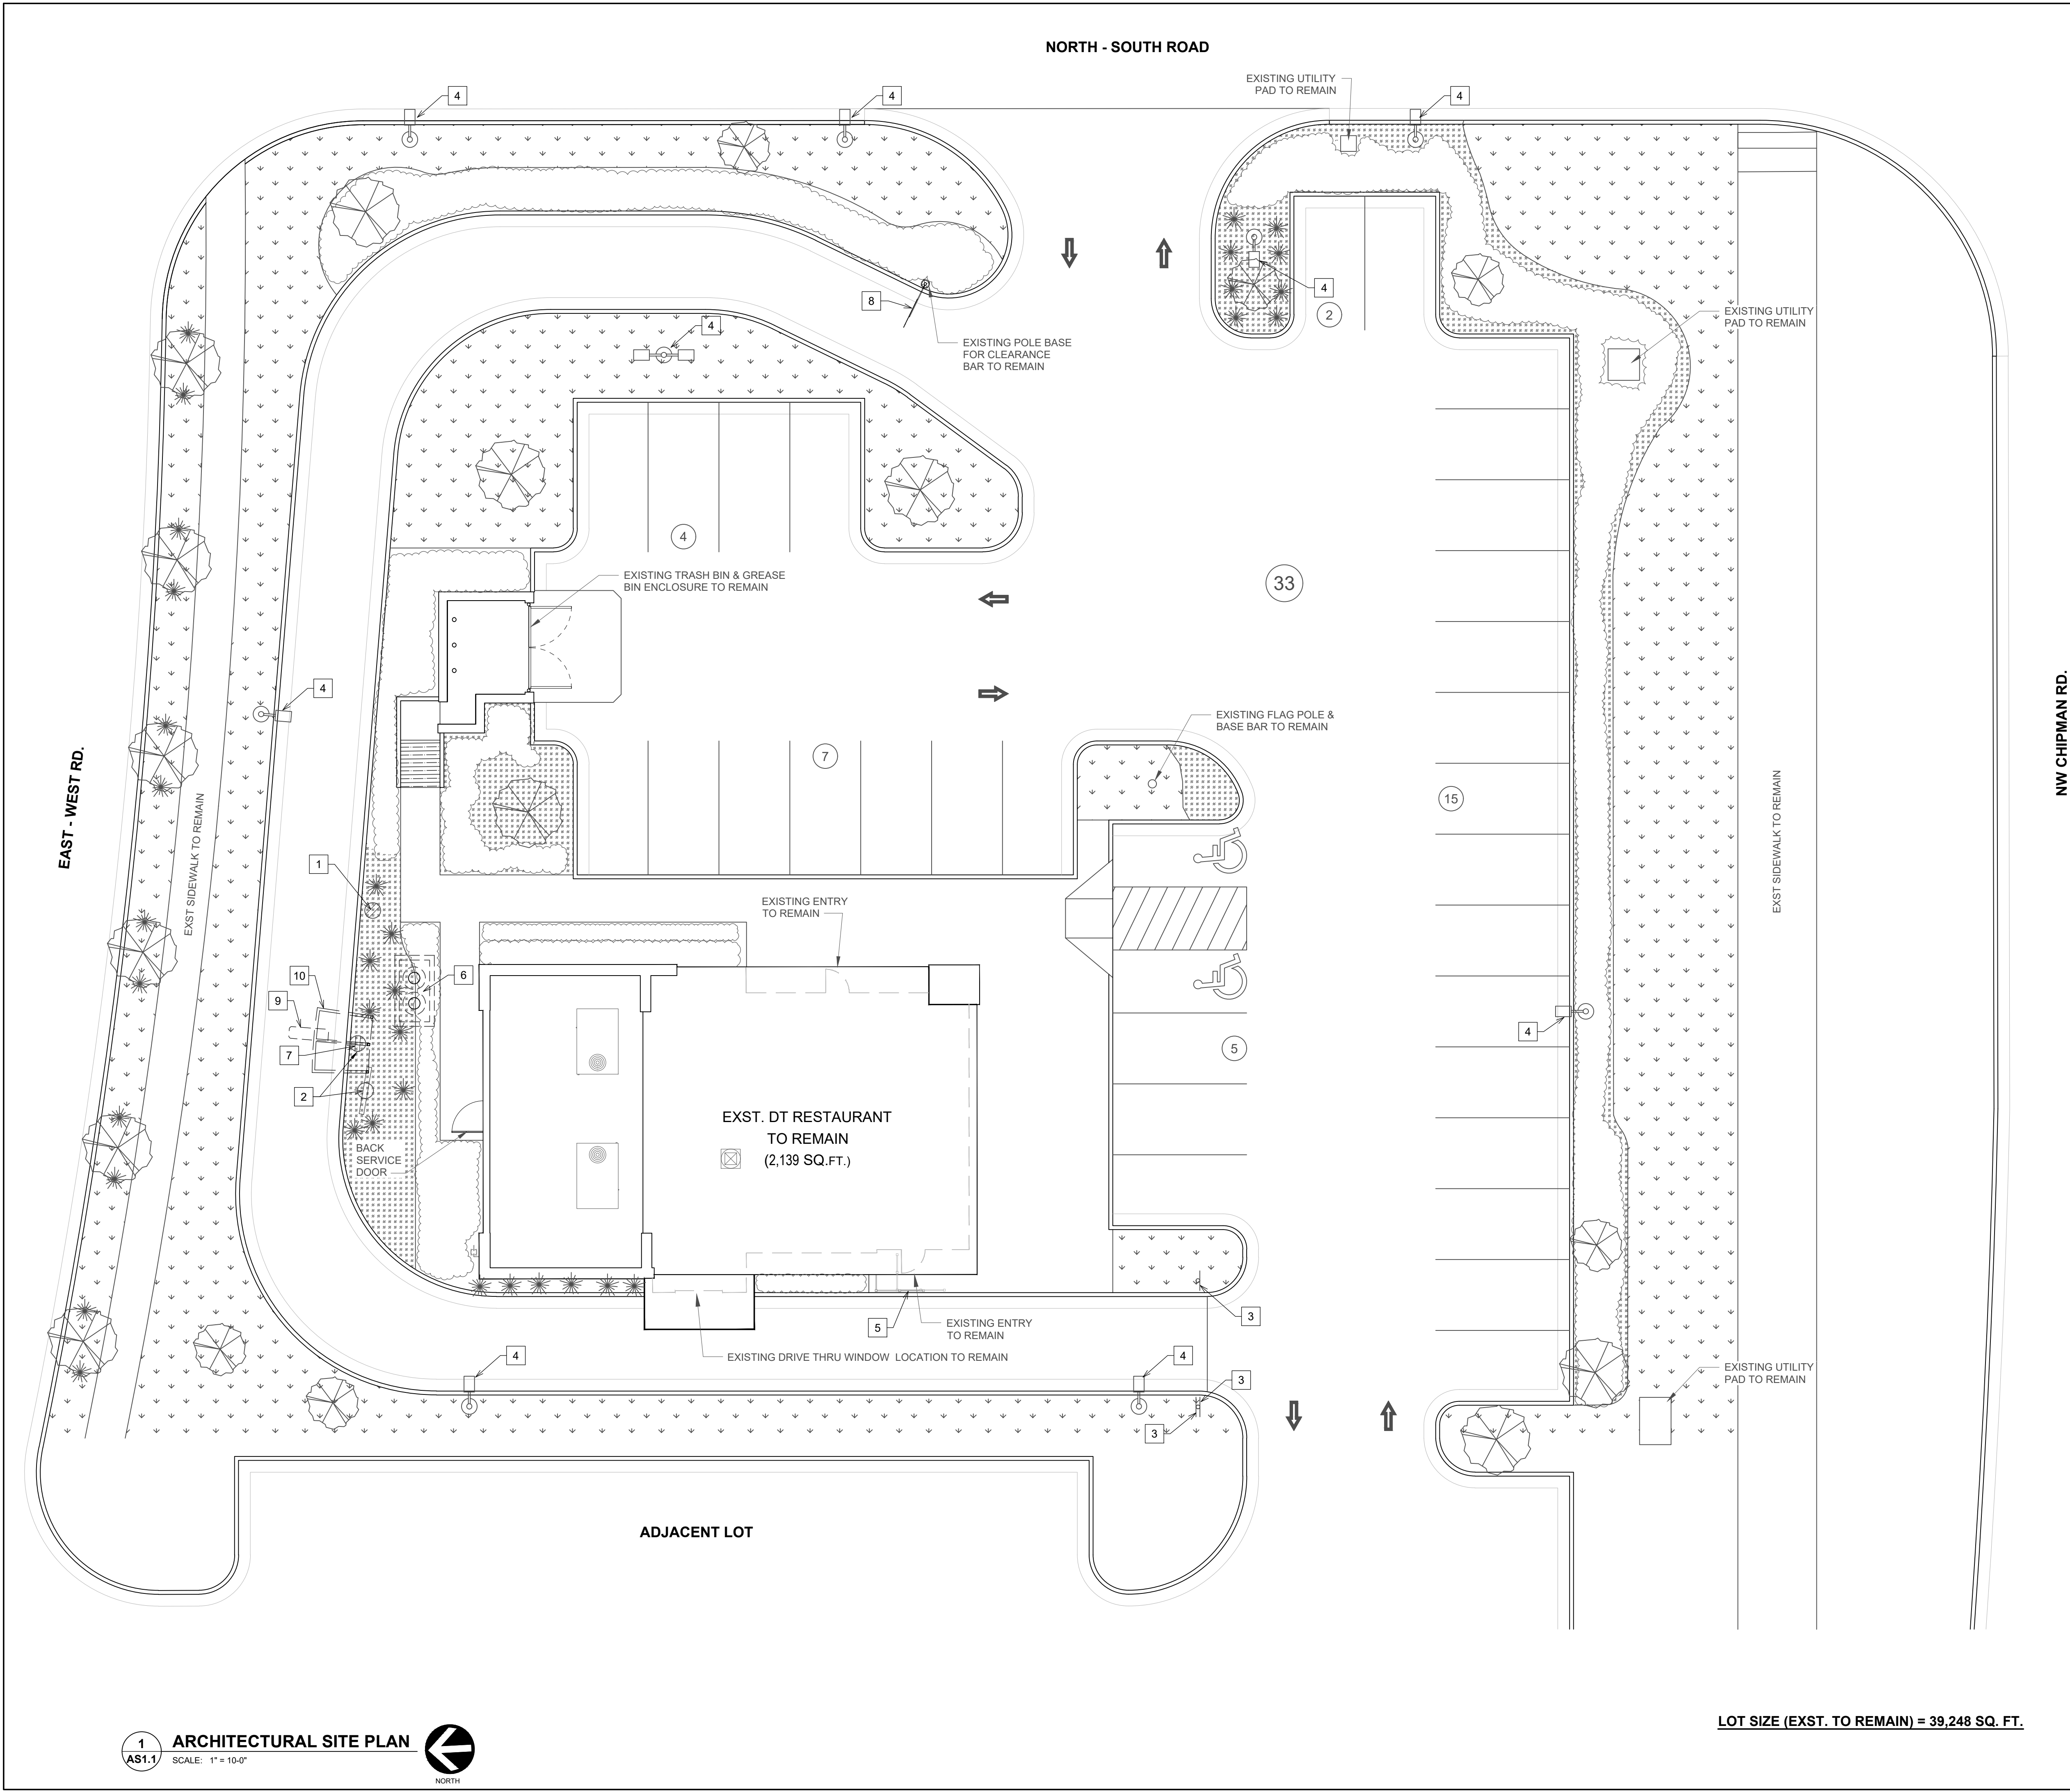 NORTH - SOUTH ROAD
EXISTING UTILITY
PAD TO REMAIN
4
4
4
4
2
8
4
EXISTING POLE BASE
FOR CLEARANCE
BAR TO REMAIN
EXISTING UTILITY
PAD TO REMAIN
4
EXISTING TRASH BIN & GREASE
BIN ENCLOSURE TO REMAIN
33
4
EXISTING FLAG POLE &
BASE BAR TO REMAIN
7
15
EAST - WEST RD.
EXST SIDEWALK TO REMAIN
EXST SIDEWALK TO REMAIN
NW CHIPMAN RD.
1
EXISTING ENTRY
TO REMAIN
10
6
9
7
2
4
5
EXST. DT RESTAURANT
TO REMAIN
(2,139 SQ.FT.)
BACK
SERVICE
DOOR
3
5
EXISTING ENTRY
TO REMAIN
4
EXISTING DRIVE THRU WINDOW LOCATION TO REMAIN
4
3
3
EXISTING UTILITY
PAD TO REMAIN
ADJACENT LOT
LOT SIZE (EXST. TO REMAIN) = 39,248 SQ. FT.
1
AS1.1
ARCHITECTURAL SITE PLAN
SCALE: 1" = 10-0"
NORTH